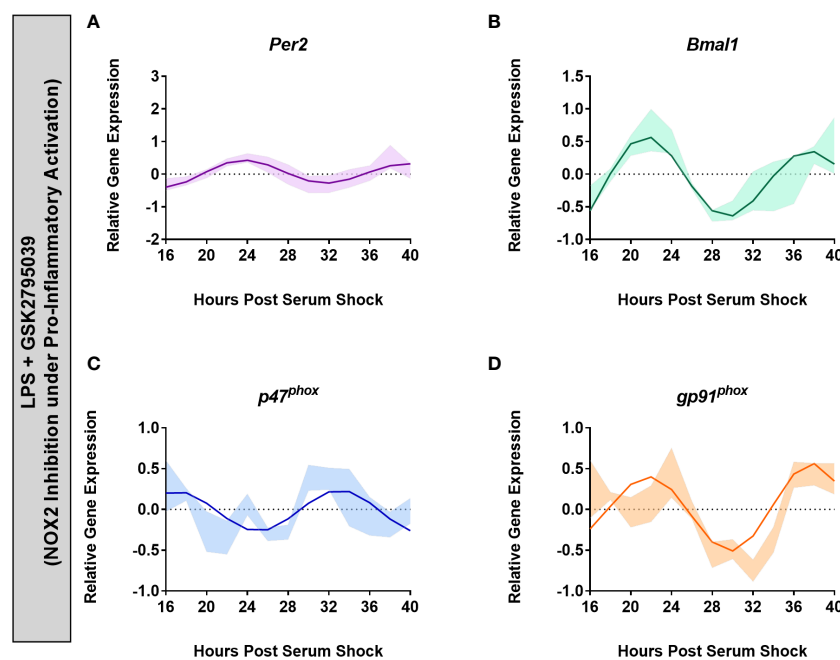 LPS + GSK2795039
(NOX2 Inhibition under Pro-Inflammatory Activation)
A
Per2
Relative Gene Expression
3
2
1
0
-1
-2
16 20 24 28 32 36 40
Hours Post Serum Shock
B
Bmal1
Relative Gene Expression
1.5
1.0
0.5
0.0
-0.5
-1.0
16 20 24 28 32 36 40
Hours Post Serum Shock
C
p47phox
Relative Gene Expression
1.0
0.5
0.0
-0.5
-1.0
16 20 24 28 32 36 40
Hours Post Serum Shock
D
gp91phox
Relative Gene Expression
1.0
0.5
0.0
-0.5
-1.0
16 20 24 28 32 36 40
Hours Post Serum Shock